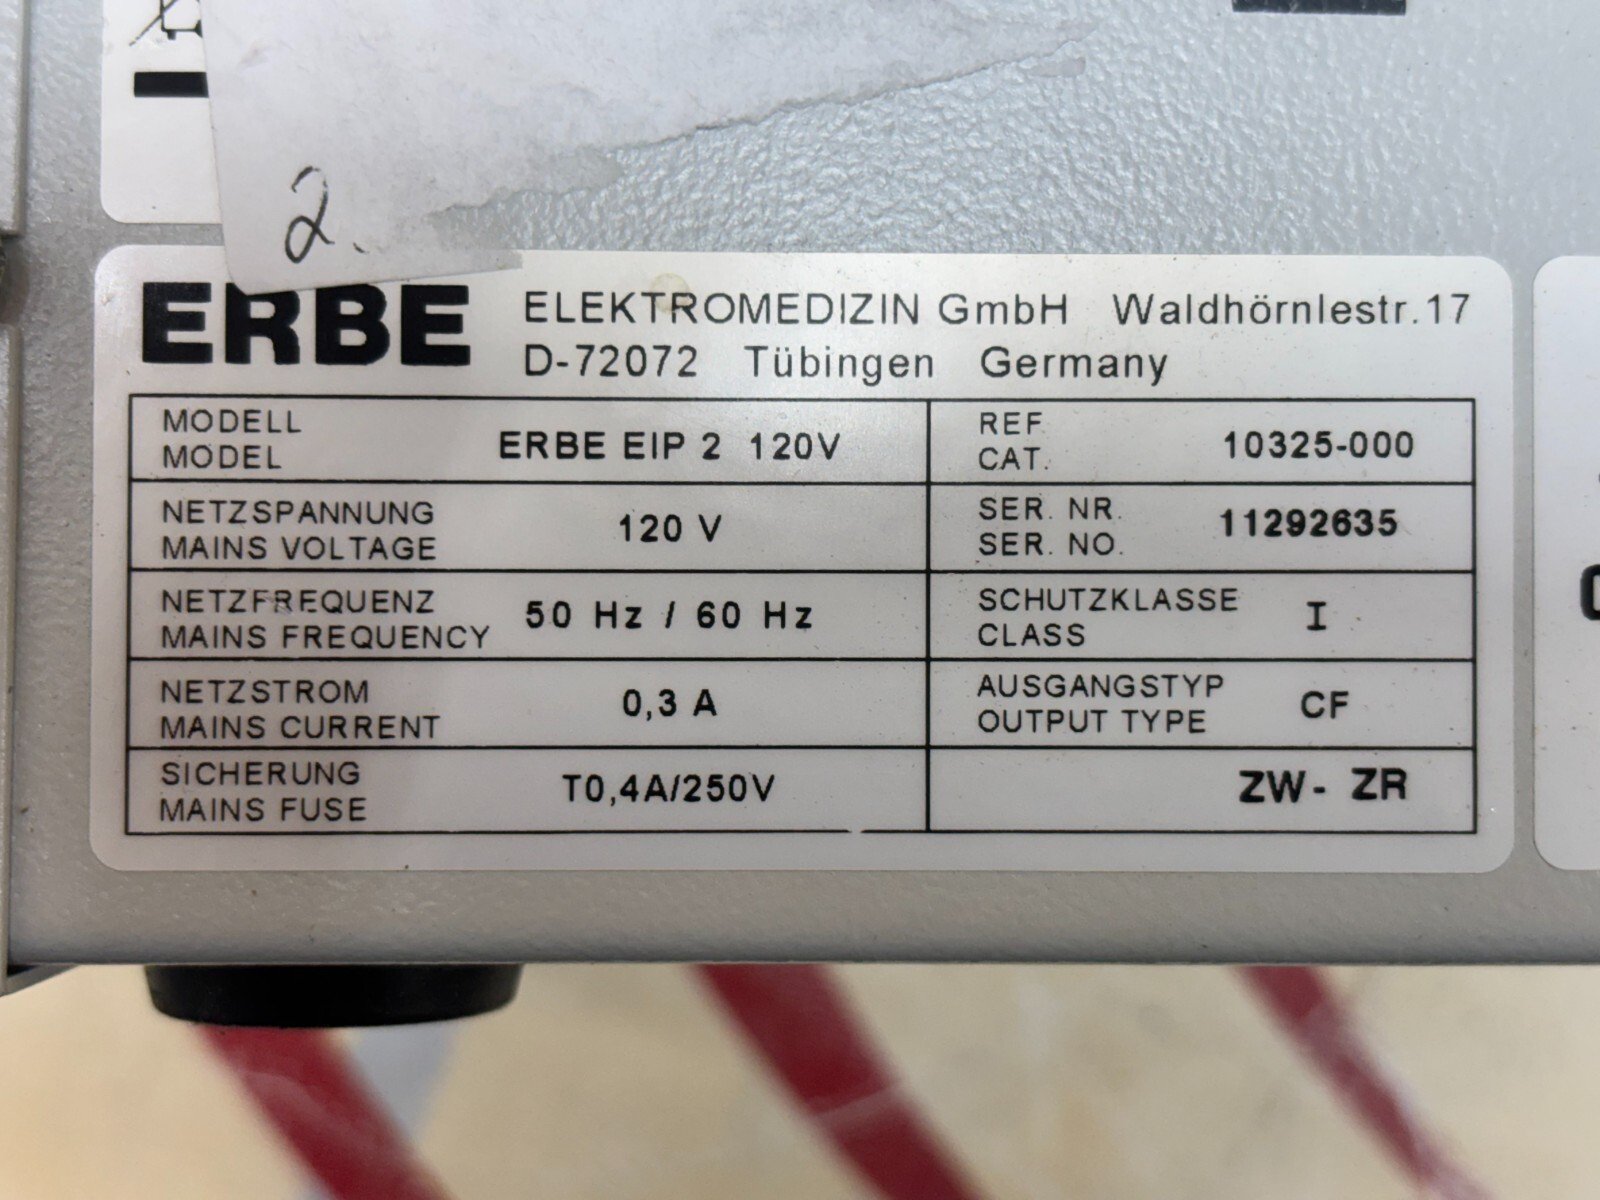 2.
ERBE ELEKTROMEDIZIN GmbH Waldhörnlestr.17
D-72072 Tübingen Germany
MODELL
MODEL
ERBE EIP 2 120V
REF
CAT.
10325-000
NETZSPANNUNG
MAINS VOLTAGE
120 V
SER. NR.
SER. NO.
11292635
NETZFREQUENZ
MAINS FREQUENCY
50 Hz / 60 Hz
SCHUTZKLASSE
CLASS
I
NETZSTROM
MAINS CURRENT
0,3 A
AUSGANGSTYP
OUTPUT TYPE
CF
SICHERUNG
MAINS FUSE
T0,4A/250V
ZW- ZR